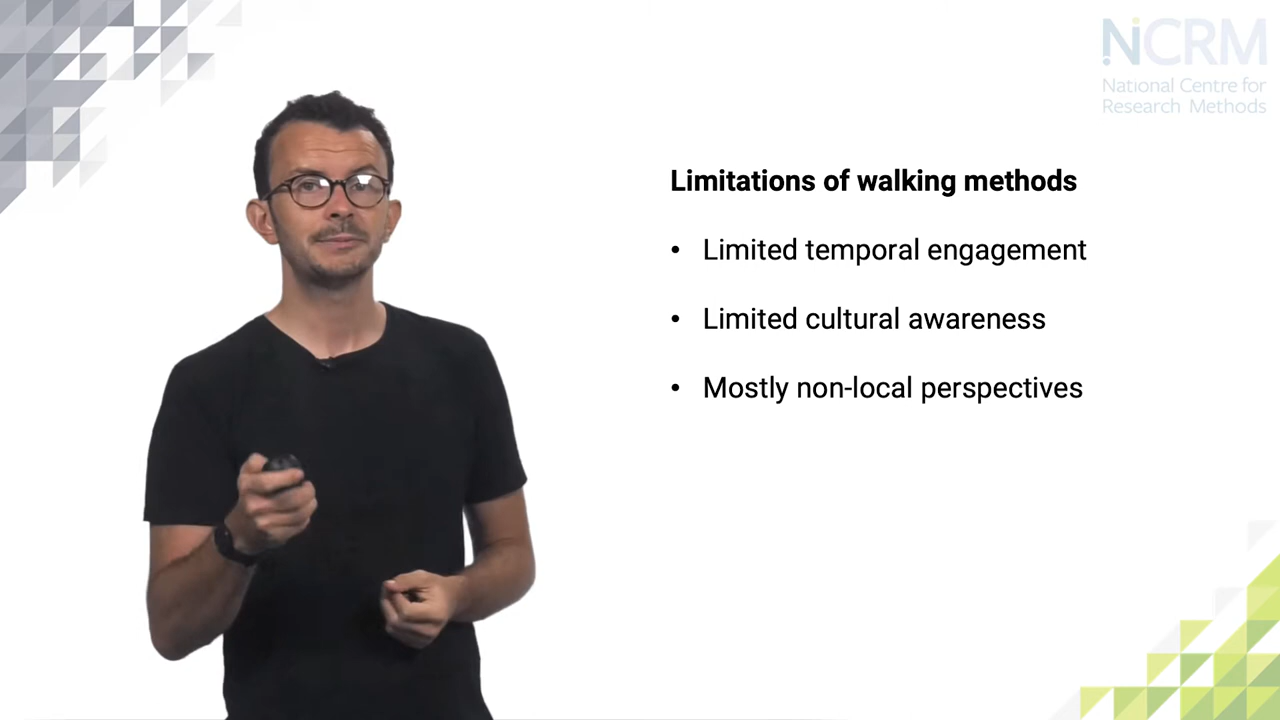 NCRM
National Centre for
Research Methods
Limitations of walking methods
• Limited temporal engagement
• Limited cultural awareness
• Mostly non-local perspectives